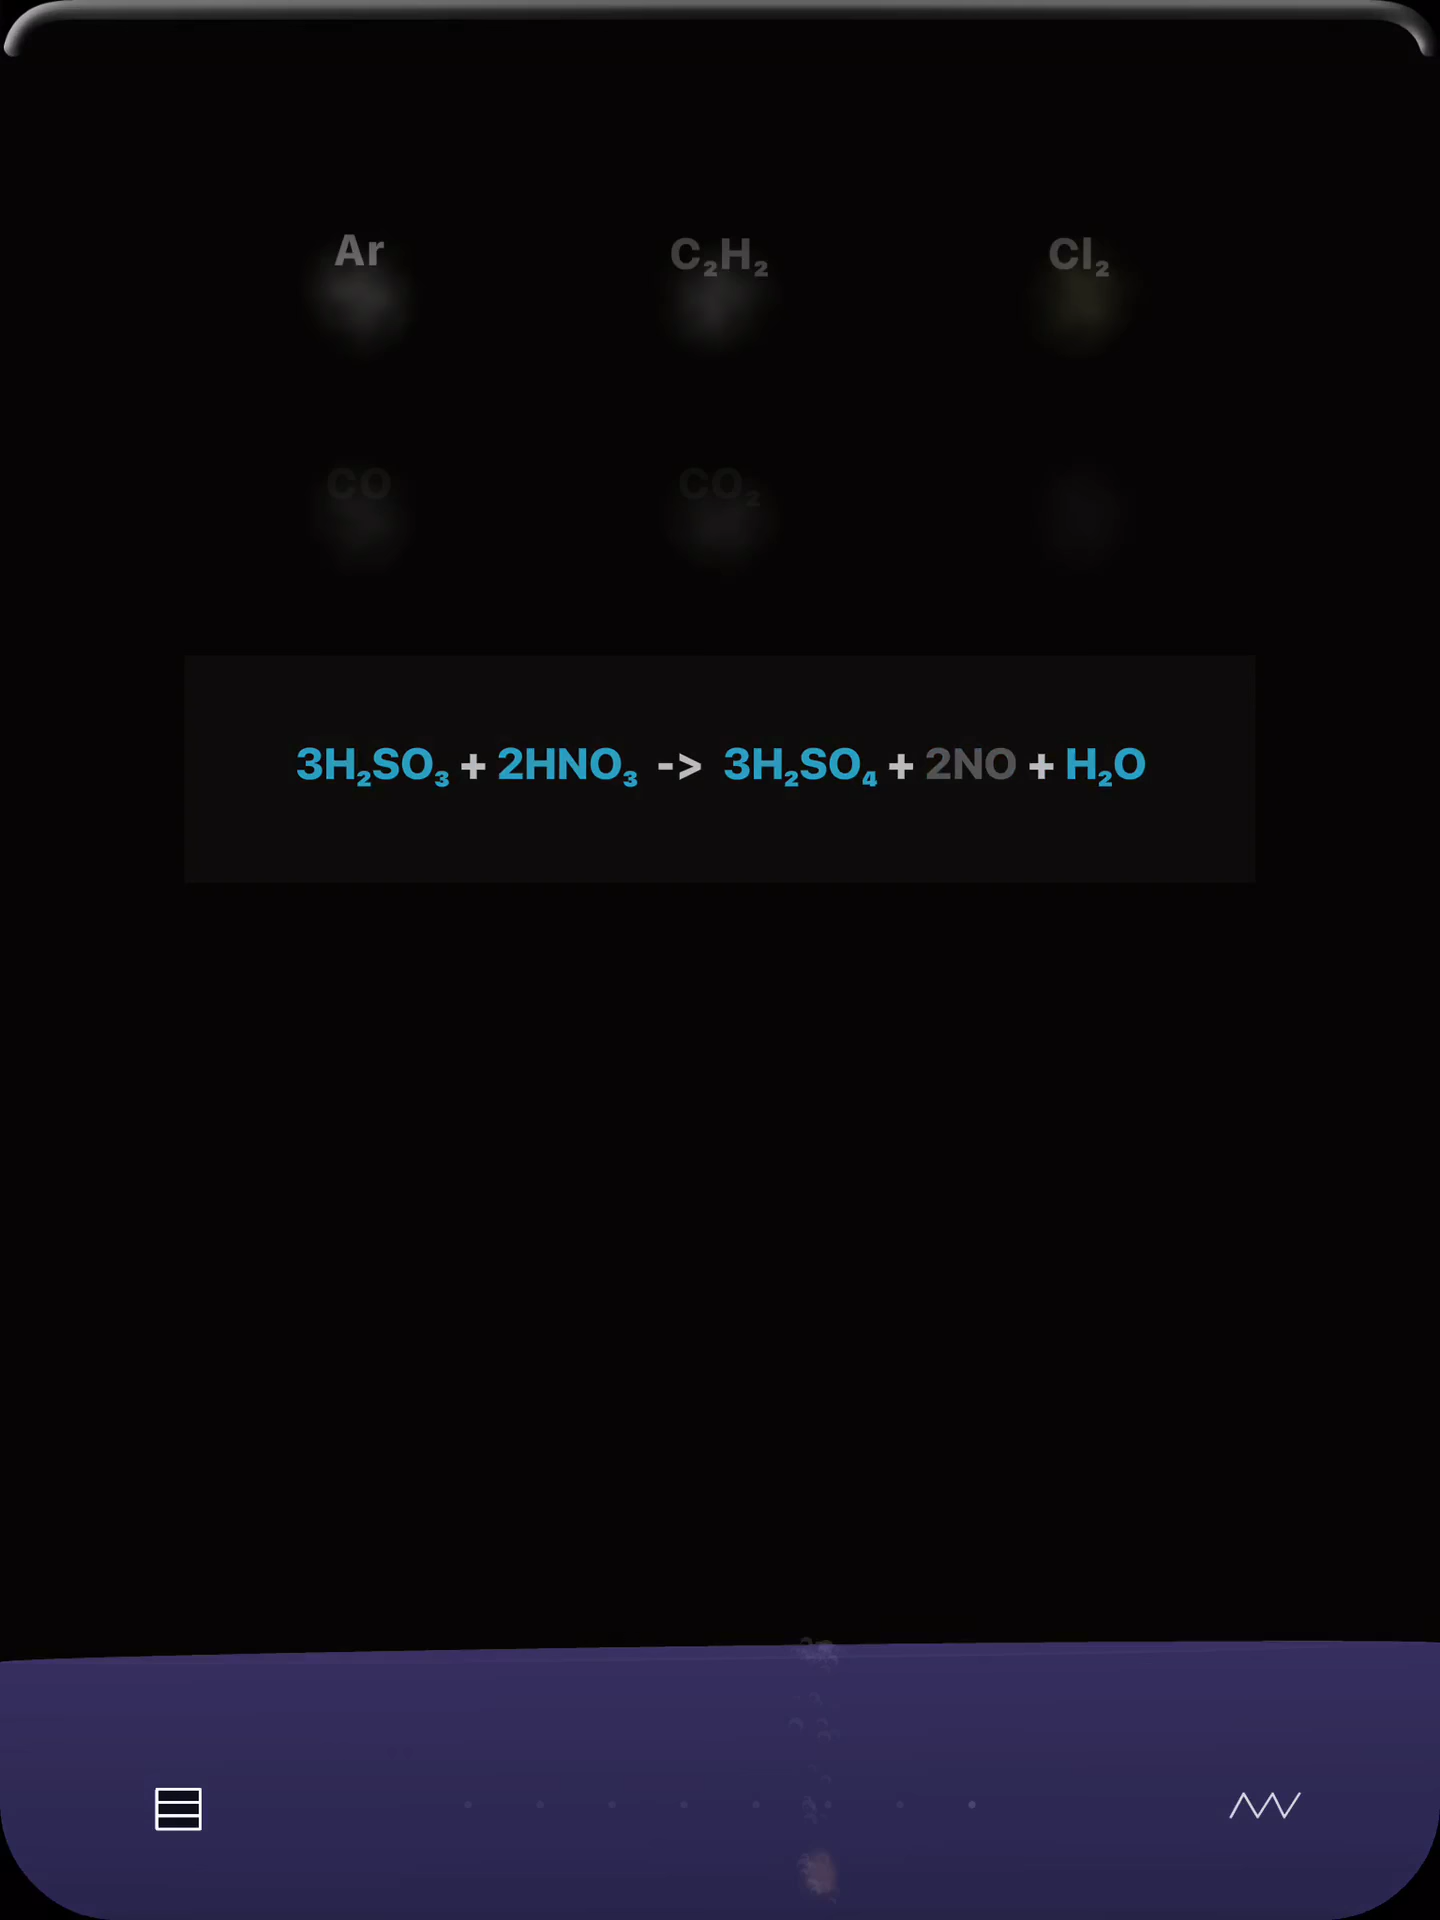 Ar C₂H₂ Cl₂
CO CO₂
3H₂SO₃ + 2HNO₃ -> 3H₂SO₄ + 2NO + H₂O